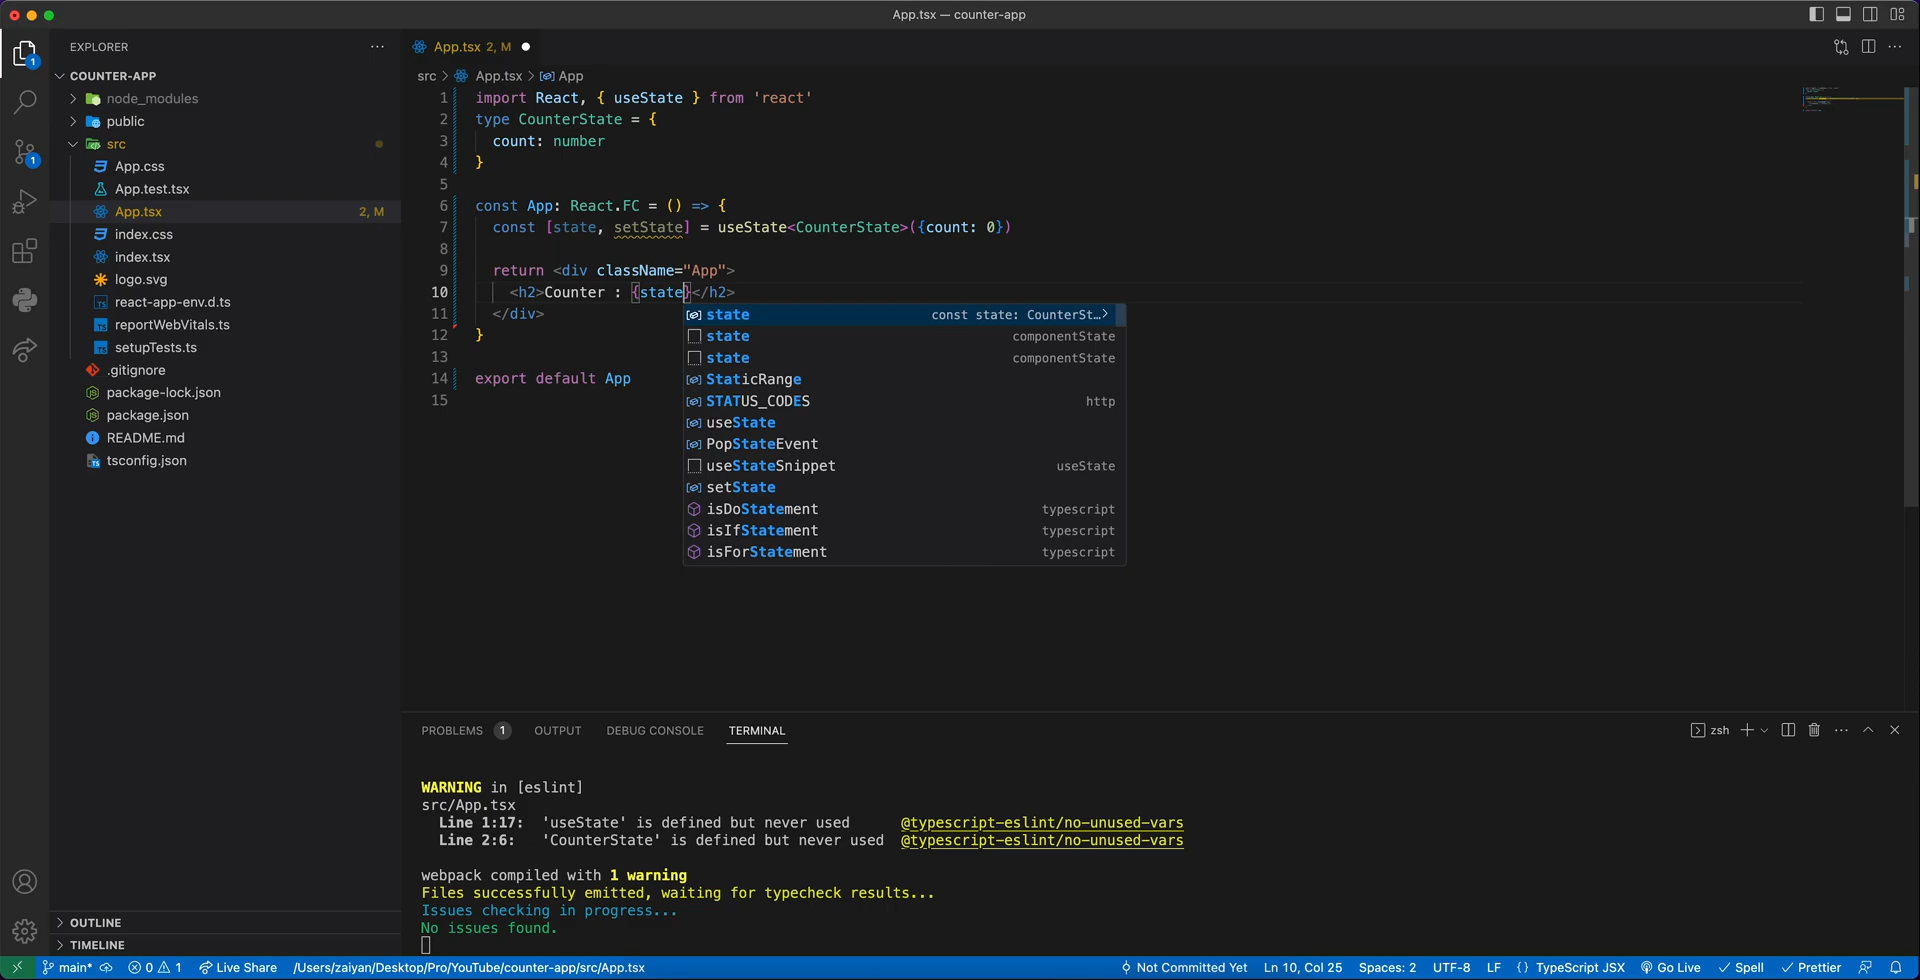 App.tsx — counter-app
EXPLORER
COUNTER-APP
node_modules
public
src
App.css
App.test.tsx
App.tsx 2, M
index.css
index.tsx
logo.svg
react-app-env.d.ts
reportWebVitals.ts
setupTests.ts
.gitignore
package-lock.json
package.json
README.md
tsconfig.json
OUTLINE
TIMELINE
1
1
App.tsx 2, M
src > App.tsx > App
1 import React, { useState } from 'react'
2 type CounterState = {
3 count: number
4 }
5
6 const App: React.FC = () => {
7 const [state, setState] = useState<CounterState>({count: 0})
8
9 return <div className="App">
10 <h2>Counter : {state}</h2>
11 </div>
12 }
13
14 export default App
15
state const state: CounterSt…>
state componentState
state componentState
StaticRange
STATUS_CODES http
useState
PopStateEvent
useStateSnippet useState
setState
isDoStatement typescript
isIfStatement typescript
isForStatement typescript
PROBLEMS 1 OUTPUT DEBUG CONSOLE TERMINAL zsh
WARNING in [eslint]
src/App.tsx
Line 1:17: 'useState' is defined but never used @typescript-eslint/no-unused-vars
Line 2:6: 'CounterState' is defined but never used @typescript-eslint/no-unused-vars
webpack compiled with 1 warning
Files successfully emitted, waiting for typecheck results...
Issues checking in progress...
No issues found.
main* 0 1 Live Share /Users/zaiyan/Desktop/Pro/YouTube/counter-app/src/App.tsx Not Committed Yet Ln 10, Col 25 Spaces: 2 UTF-8 LF {} TypeScript JSX Go Live Spell Prettier